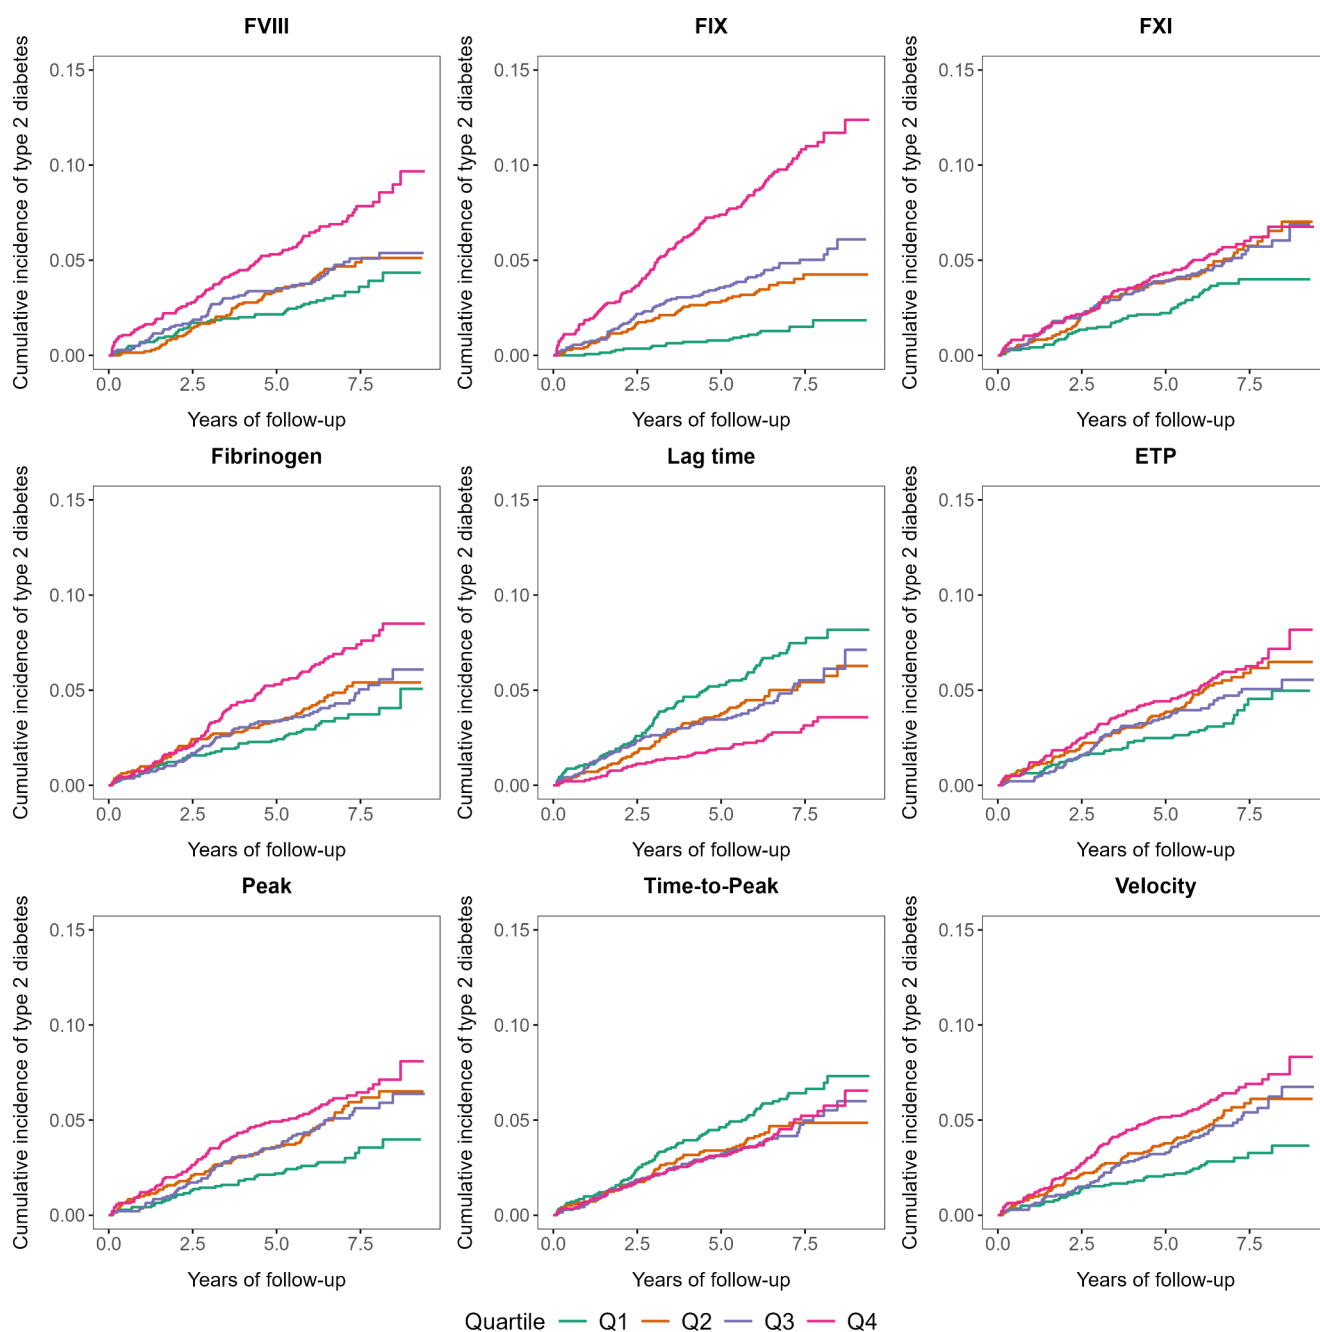 FVIII
FIX
FXI
Cumulative incidence of type 2 diabetes
0.15
0.10
0.05
0.00
0.0 2.5 5.0 7.5
Years of follow-up
Cumulative incidence of type 2 diabetes
0.15
0.10
0.05
0.00
0.0 2.5 5.0 7.5
Years of follow-up
Cumulative incidence of type 2 diabetes
0.15
0.10
0.05
0.00
0.0 2.5 5.0 7.5
Years of follow-up
Fibrinogen
Lag time
ETP
Cumulative incidence of type 2 diabetes
0.15
0.10
0.05
0.00
0.0 2.5 5.0 7.5
Years of follow-up
Cumulative incidence of type 2 diabetes
0.15
0.10
0.05
0.00
0.0 2.5 5.0 7.5
Years of follow-up
Cumulative incidence of type 2 diabetes
0.15
0.10
0.05
0.00
0.0 2.5 5.0 7.5
Years of follow-up
Peak
Time-to-Peak
Velocity
Cumulative incidence of type 2 diabetes
0.15
0.10
0.05
0.00
0.0 2.5 5.0 7.5
Years of follow-up
Cumulative incidence of type 2 diabetes
0.15
0.10
0.05
0.00
0.0 2.5 5.0 7.5
Years of follow-up
Cumulative incidence of type 2 diabetes
0.15
0.10
0.05
0.00
0.0 2.5 5.0 7.5
Years of follow-up
Quartile Q1 Q2 Q3 Q4